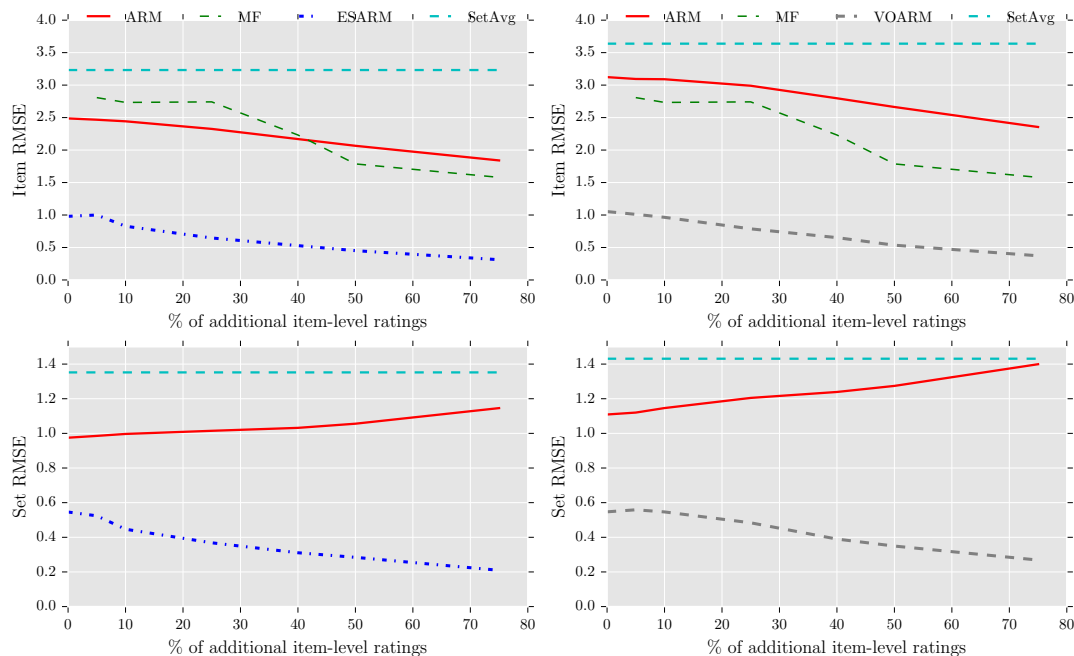 ARM MF ESARM SetAvg
4.0
3.5
3.0
2.5
2.0
1.5
1.0
0.5
0.0
Item RMSE
0 10 20 30 40 50 60 70 80
% of additional item-level ratings
ARM MF VOARM SetAvg
4.0
3.5
3.0
2.5
2.0
1.5
1.0
0.5
0.0
Item RMSE
0 10 20 30 40 50 60 70 80
% of additional item-level ratings
1.4
1.2
1.0
0.8
0.6
0.4
0.2
0.0
Set RMSE
0 10 20 30 40 50 60 70 80
% of additional item-level ratings
1.4
1.2
1.0
0.8
0.6
0.4
0.2
0.0
Set RMSE
0 10 20 30 40 50 60 70 80
% of additional item-level ratings